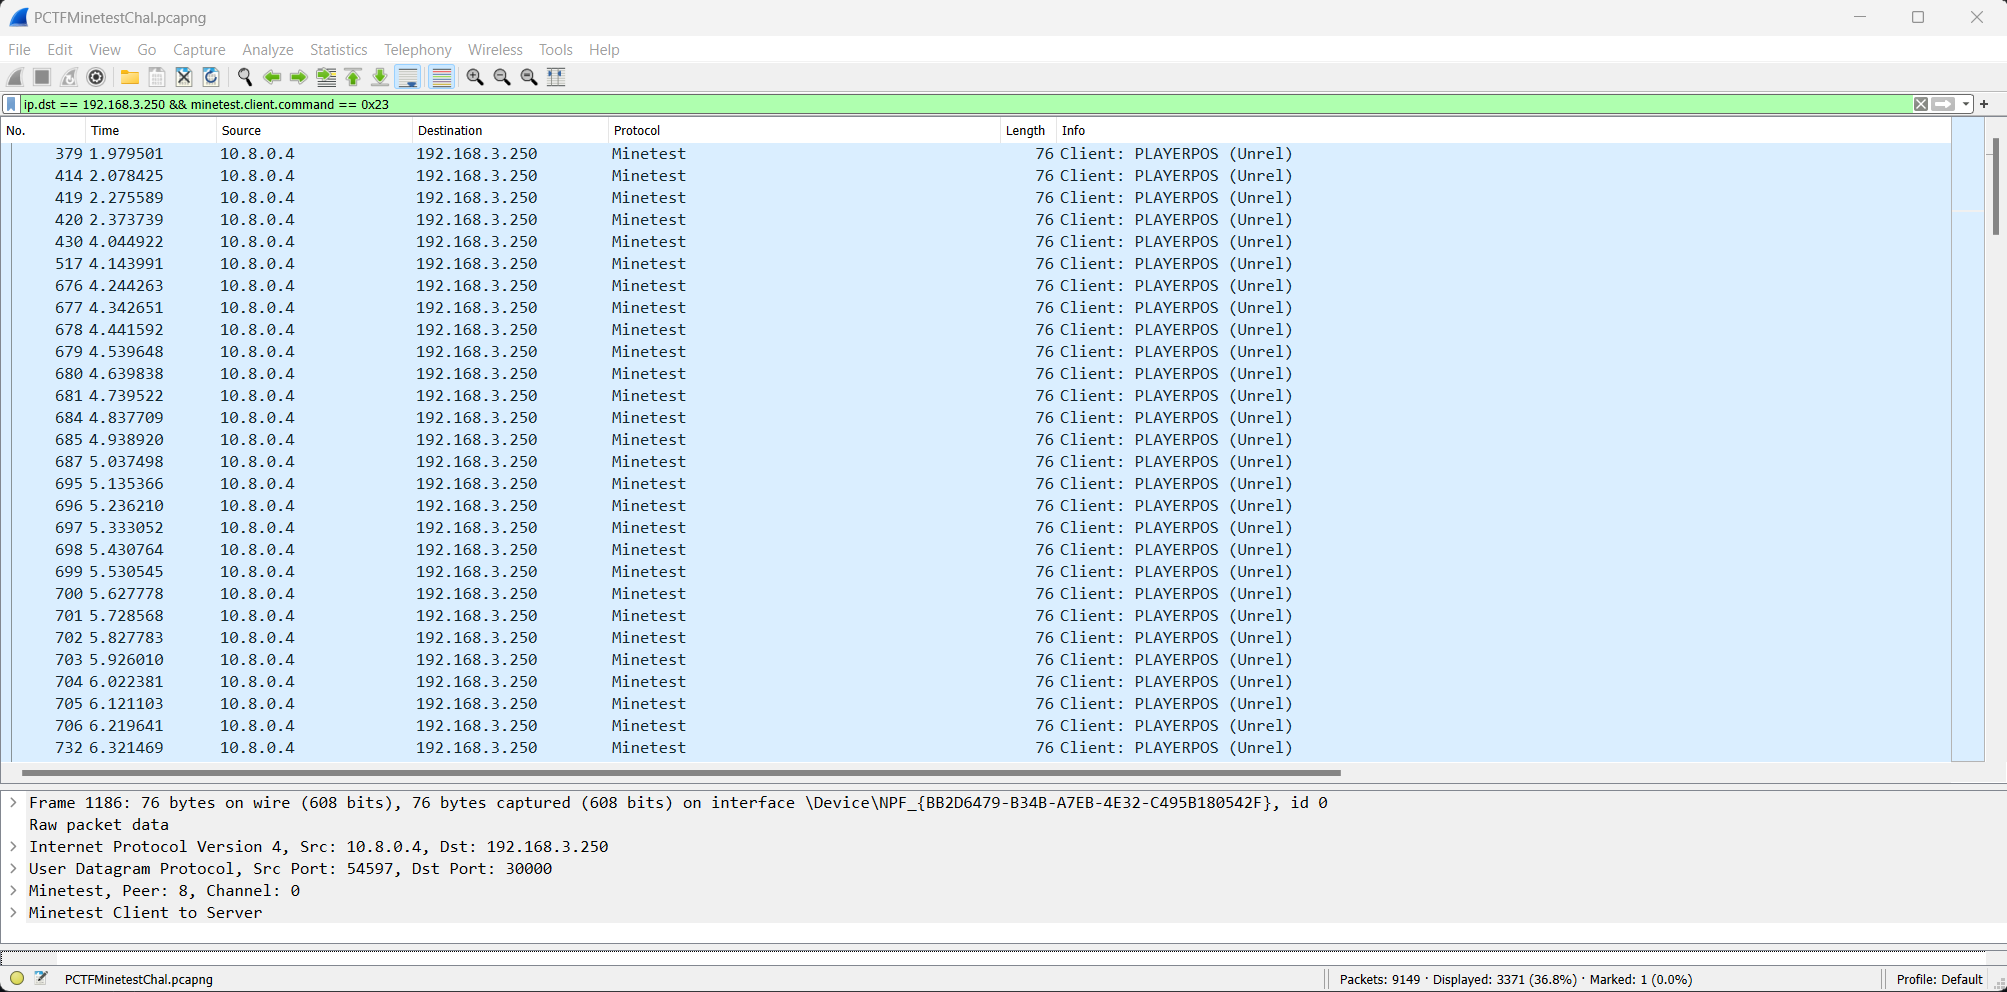 PCTFMinetestChal.pcapng
File Edit View Go Capture Analyze Statistics Telephony Wireless Tools Help
ip.dst == 192.168.3.250 && minetest.client.command == 0x23
No. Time Source Destination Protocol Length Info
379 1.979501 10.8.0.4 192.168.3.250 Minetest 76 Client: PLAYERPOS (Unrel)
414 2.078425 10.8.0.4 192.168.3.250 Minetest 76 Client: PLAYERPOS (Unrel)
419 2.275589 10.8.0.4 192.168.3.250 Minetest 76 Client: PLAYERPOS (Unrel)
420 2.373739 10.8.0.4 192.168.3.250 Minetest 76 Client: PLAYERPOS (Unrel)
430 4.044922 10.8.0.4 192.168.3.250 Minetest 76 Client: PLAYERPOS (Unrel)
517 4.143991 10.8.0.4 192.168.3.250 Minetest 76 Client: PLAYERPOS (Unrel)
676 4.244263 10.8.0.4 192.168.3.250 Minetest 76 Client: PLAYERPOS (Unrel)
677 4.342651 10.8.0.4 192.168.3.250 Minetest 76 Client: PLAYERPOS (Unrel)
678 4.441592 10.8.0.4 192.168.3.250 Minetest 76 Client: PLAYERPOS (Unrel)
679 4.539648 10.8.0.4 192.168.3.250 Minetest 76 Client: PLAYERPOS (Unrel)
680 4.639838 10.8.0.4 192.168.3.250 Minetest 76 Client: PLAYERPOS (Unrel)
681 4.739522 10.8.0.4 192.168.3.250 Minetest 76 Client: PLAYERPOS (Unrel)
684 4.837709 10.8.0.4 192.168.3.250 Minetest 76 Client: PLAYERPOS (Unrel)
685 4.938920 10.8.0.4 192.168.3.250 Minetest 76 Client: PLAYERPOS (Unrel)
687 5.037498 10.8.0.4 192.168.3.250 Minetest 76 Client: PLAYERPOS (Unrel)
695 5.135366 10.8.0.4 192.168.3.250 Minetest 76 Client: PLAYERPOS (Unrel)
696 5.236210 10.8.0.4 192.168.3.250 Minetest 76 Client: PLAYERPOS (Unrel)
697 5.333052 10.8.0.4 192.168.3.250 Minetest 76 Client: PLAYERPOS (Unrel)
698 5.430764 10.8.0.4 192.168.3.250 Minetest 76 Client: PLAYERPOS (Unrel)
699 5.530545 10.8.0.4 192.168.3.250 Minetest 76 Client: PLAYERPOS (Unrel)
700 5.627778 10.8.0.4 192.168.3.250 Minetest 76 Client: PLAYERPOS (Unrel)
701 5.728568 10.8.0.4 192.168.3.250 Minetest 76 Client: PLAYERPOS (Unrel)
702 5.827783 10.8.0.4 192.168.3.250 Minetest 76 Client: PLAYERPOS (Unrel)
703 5.926010 10.8.0.4 192.168.3.250 Minetest 76 Client: PLAYERPOS (Unrel)
704 6.022381 10.8.0.4 192.168.3.250 Minetest 76 Client: PLAYERPOS (Unrel)
705 6.121103 10.8.0.4 192.168.3.250 Minetest 76 Client: PLAYERPOS (Unrel)
706 6.219641 10.8.0.4 192.168.3.250 Minetest 76 Client: PLAYERPOS (Unrel)
732 6.321469 10.8.0.4 192.168.3.250 Minetest 76 Client: PLAYERPOS (Unrel)
Frame 1186: 76 bytes on wire (608 bits), 76 bytes captured (608 bits) on interface \Device\NPF_{BB2D6479-B34B-A7EB-4E32-C495B180542F}, id 0
Raw packet data
Internet Protocol Version 4, Src: 10.8.0.4, Dst: 192.168.3.250
User Datagram Protocol, Src Port: 54597, Dst Port: 30000
Minetest, Peer: 8, Channel: 0
Minetest Client to Server
PCTFMinetestChal.pcapng Packets: 9149 · Displayed: 3371 (36.8%) · Marked: 1 (0.0%) Profile: Default